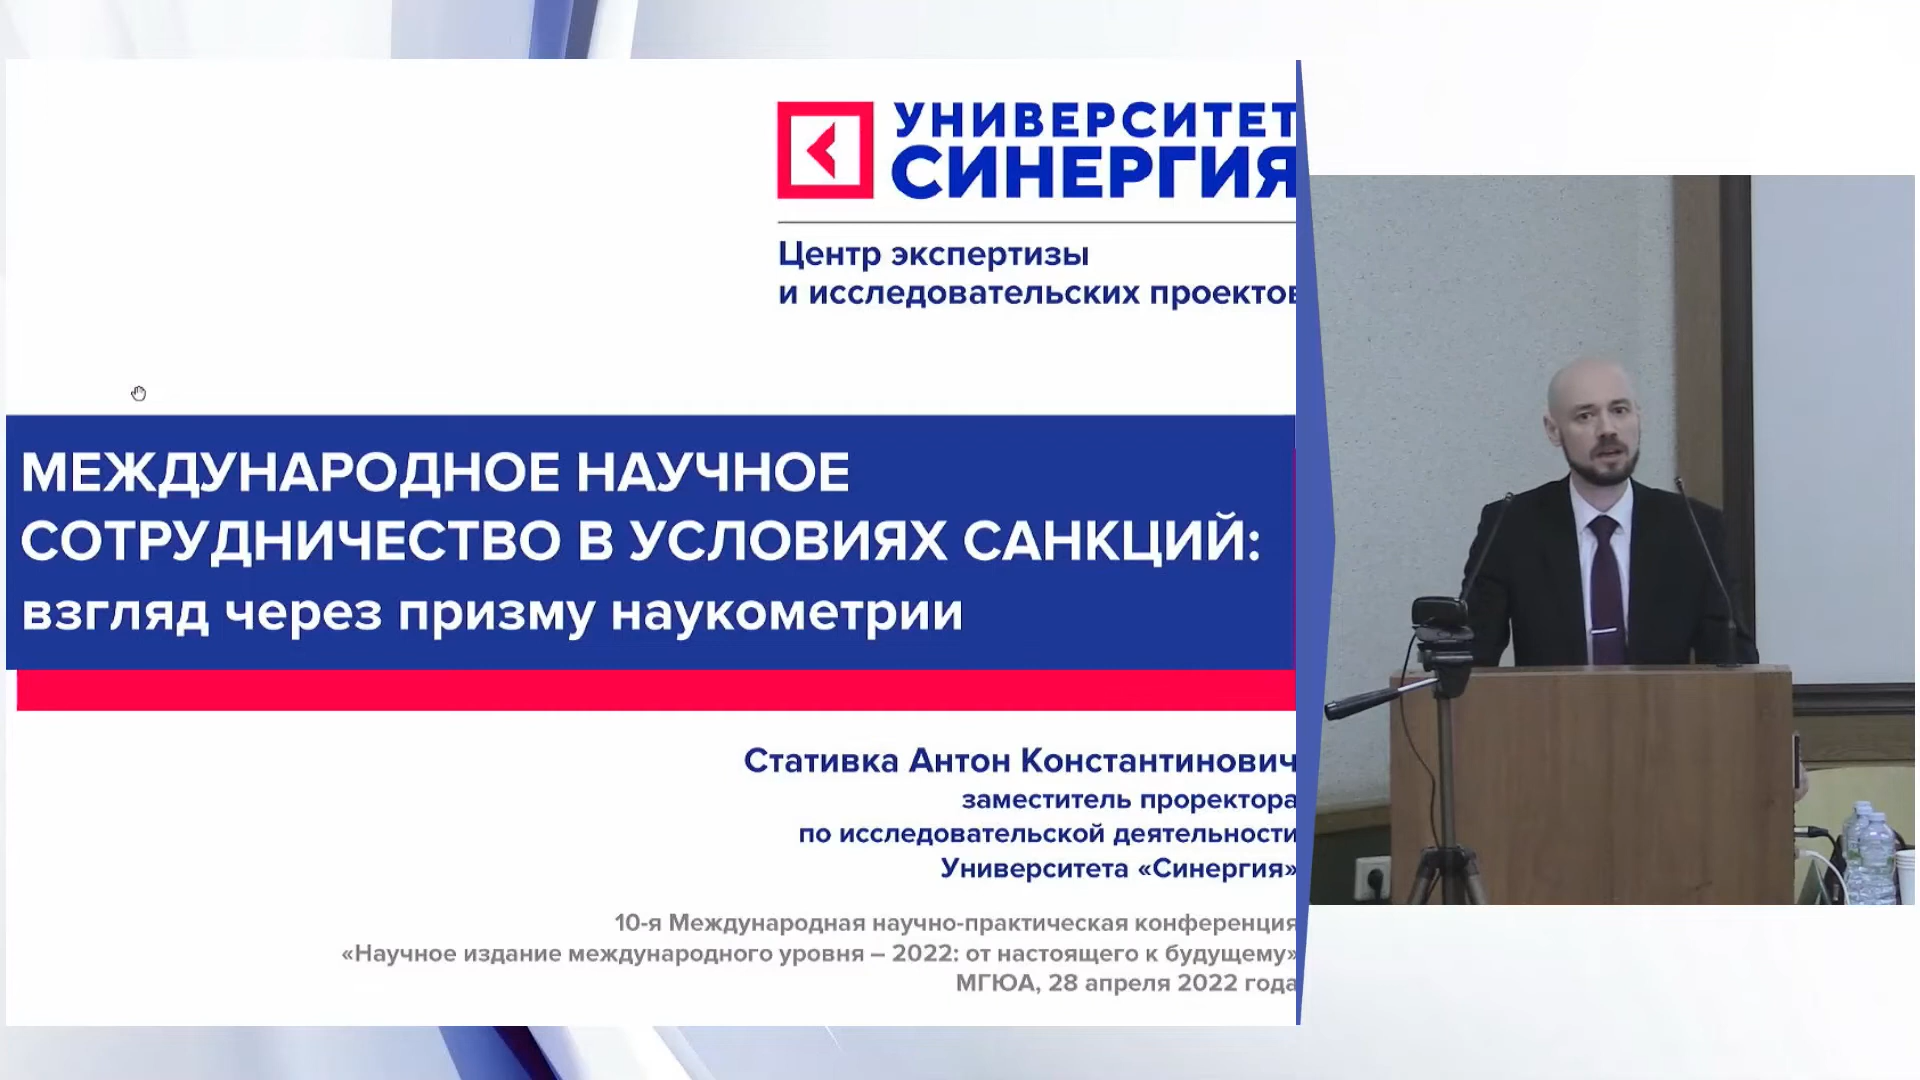 УНИВЕРСИТЕТ
СИНЕРГИЯ
Центр экспертизы
и исследовательских проектов
МЕЖДУНАРОДНОЕ НАУЧНОЕ
СОТРУДНИЧЕСТВО В УСЛОВИЯХ САНКЦИЙ:
взгляд через призму наукометрии
Стативка Антон Константинович
заместитель проректора
по исследовательской деятельности
Университета «Синергия»
10-я Международная научно-практическая конференция
«Научное издание международного уровня – 2022: от настоящего к будущему»
МГЮА, 28 апреля 2022 года